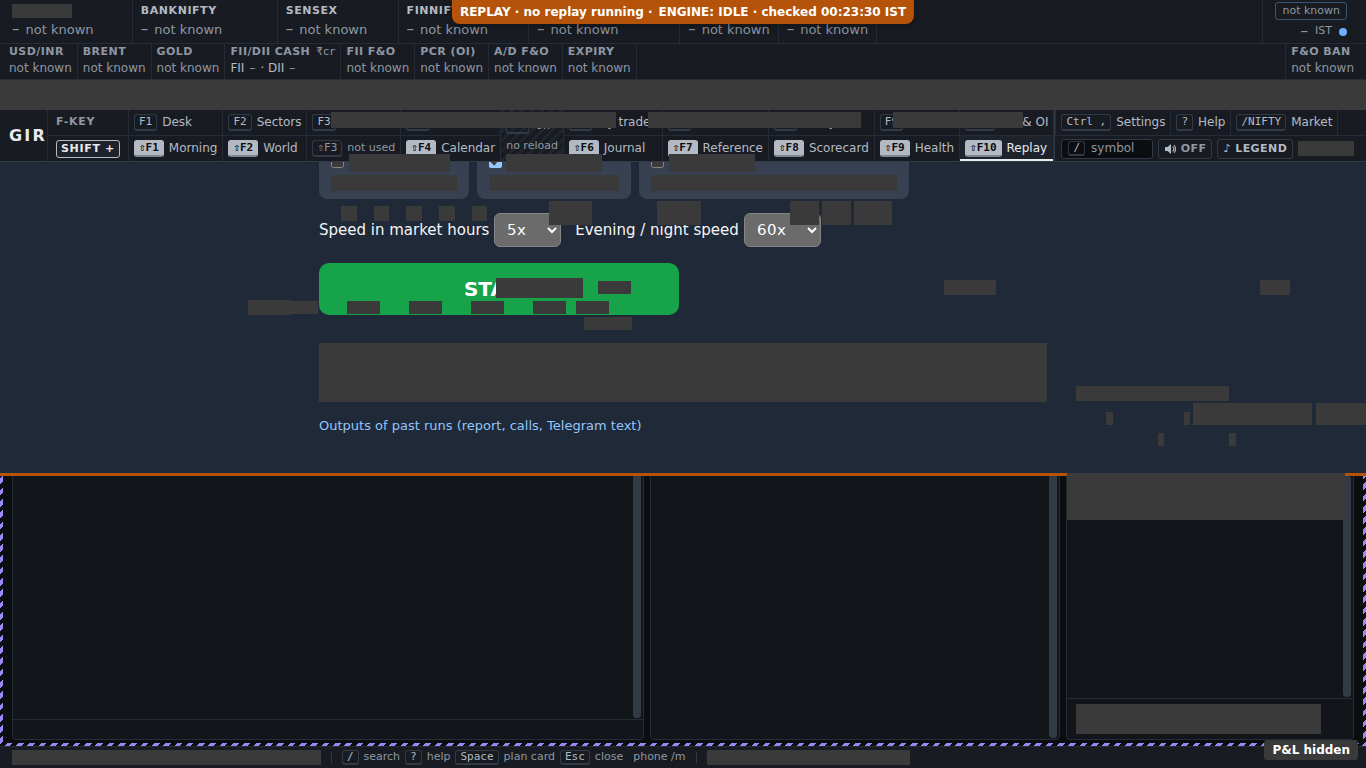 BANKNIFTY SENSEX FINNIF REPLAY · no replay running · ENGINE: IDLE · checked 00:23:30 IST not known
– not known – not known – not known – not known – not known – not known – not known – IST
USD/INR BRENT GOLD FII/DII CASH ₹cr FII F&O PCR (OI) A/D F&O EXPIRY F&O BAN
not known not known not known FII – · DII – not known not known not known not known not known
GIR F-KEY F1 Desk F2 Sectors F3 trade & OI Ctrl , Settings ? Help /NIFTY Market
SHIFT + ⇧F1 Morning ⇧F2 World ⇧F3 not used ⇧F4 Calendar no reload ⇧F6 Journal ⇧F7 Reference ⇧F8 Scorecard ⇧F9 Health ⇧F10 Replay / symbol OFF ♪ LEGEND
Speed in market hours 5x Evening / night speed 60x
STA
Outputs of past runs (report, calls, Telegram text)
P&L hidden
/ search ? help Space plan card Esc close phone /m